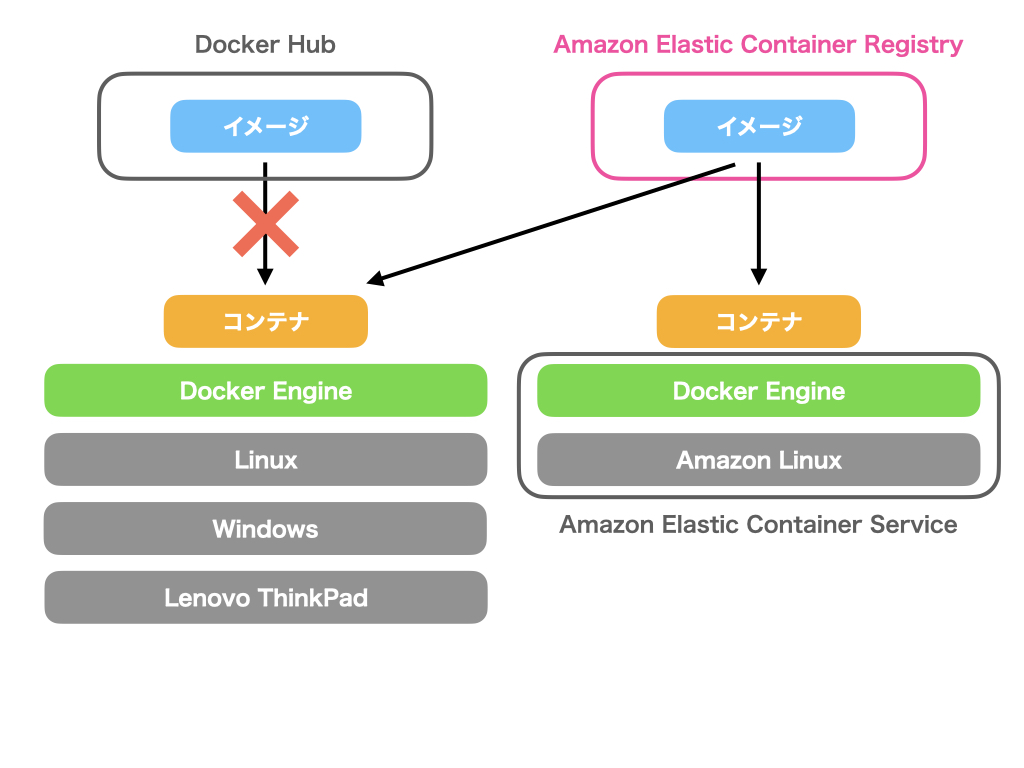 Docker Hub
Amazon Elastic Container Registry
イメージ
イメージ
コンテナ
コンテナ
Docker Engine
Docker Engine
Linux
Amazon Linux
Windows
Amazon Elastic Container Service
Lenovo ThinkPad